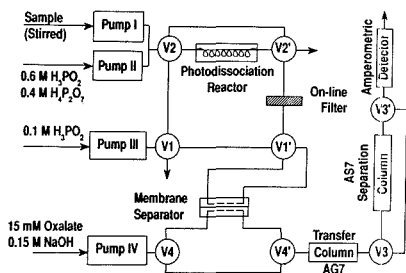 Sample
(Stirred)
Pump I
Pump II
0.6 M H₃PO₂
0.4 M H₄P₂O₇
V2
V2'
Photodissociation
Reactor
On-line
Filter
0.1 M H₃PO₂
Pump III
V1
V1'
Membrane
Separator
15 mM Oxalate
0.15 M NaOH
Pump IV
V4
V4'
Transfer
Column
AG7
V3
AS7
Separation
Column
V3'
Amperometric
Detector